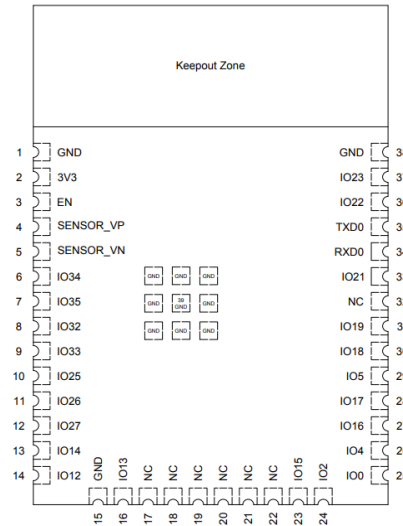 Keepout Zone
1 GND
2 3V3
3 EN
4 SENSOR_VP
5 SENSOR_VN
6 IO34
7 IO35
8 IO32
9 IO33
10 IO25
11 IO26
12 IO27
13 IO14
14 IO12
GND GND GND
GND 39 GND GND
GND GND GND
GND
IO13
NC
NC
NC
NC
NC
NC
IO15
IO2
15
16
17
18
19
20
21
22
23
24
GND
IO23
IO22
TXD0
RXD0
IO21
NC
IO19
IO18
IO5
IO17
IO16
IO4
IO0